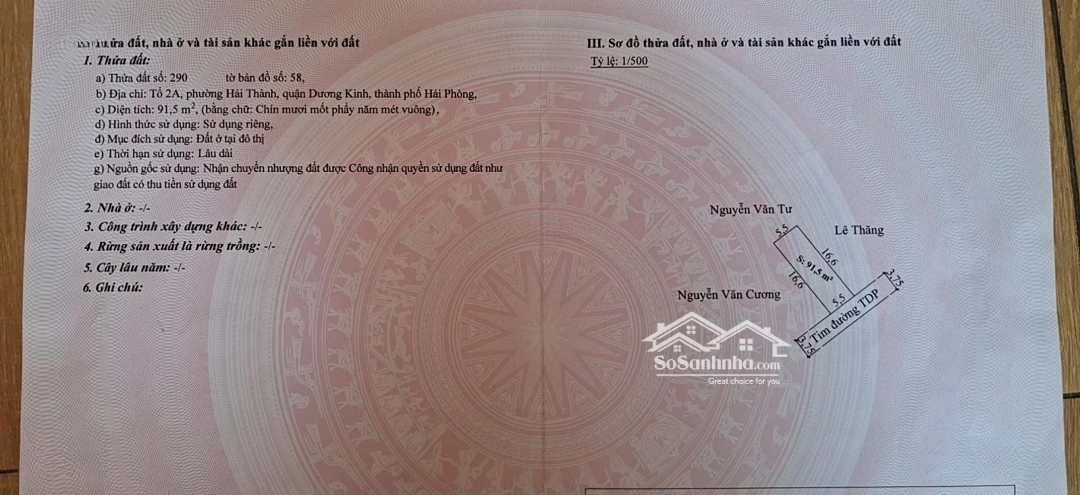 thửa đất, nhà ở và tài sản khác gắn liền với đất
1. Thửa đất:
a) Thửa đất số: 290 tờ bản đồ số: 58,
b) Địa chỉ: Tổ 2A, phường Hải Thành, quận Dương Kinh, thành phố Hải Phòng,
c) Diện tích: 91,5 m², (bằng chữ: Chín mươi mốt phẩy năm mét vuông),
d) Hình thức sử dụng: Sử dụng riêng,
đ) Mục đích sử dụng: Đất ở tại đô thị
e) Thời hạn sử dụng: Lâu dài
g) Nguồn gốc sử dụng: Nhận chuyển nhượng đất được Công nhận quyền sử dụng đất như
giao đất có thu tiền sử dụng đất
2. Nhà ở: -/-
3. Công trình xây dựng khác: -/-
4. Rừng sản xuất là rừng trồng: -/-
5. Cây lâu năm: -/-
6. Ghi chú:
III. Sơ đồ thửa đất, nhà ở và tài sản khác gắn liền với đất
Tỷ lệ: 1/500
Nguyễn Văn Tư
Lê Thăng
5,5
16,6
S: 91,5 m²
16,6
3,75
Nguyễn Văn Cương
5,5
Tim đường TDP
3,75
SoSanhnha.com
Great choice for you